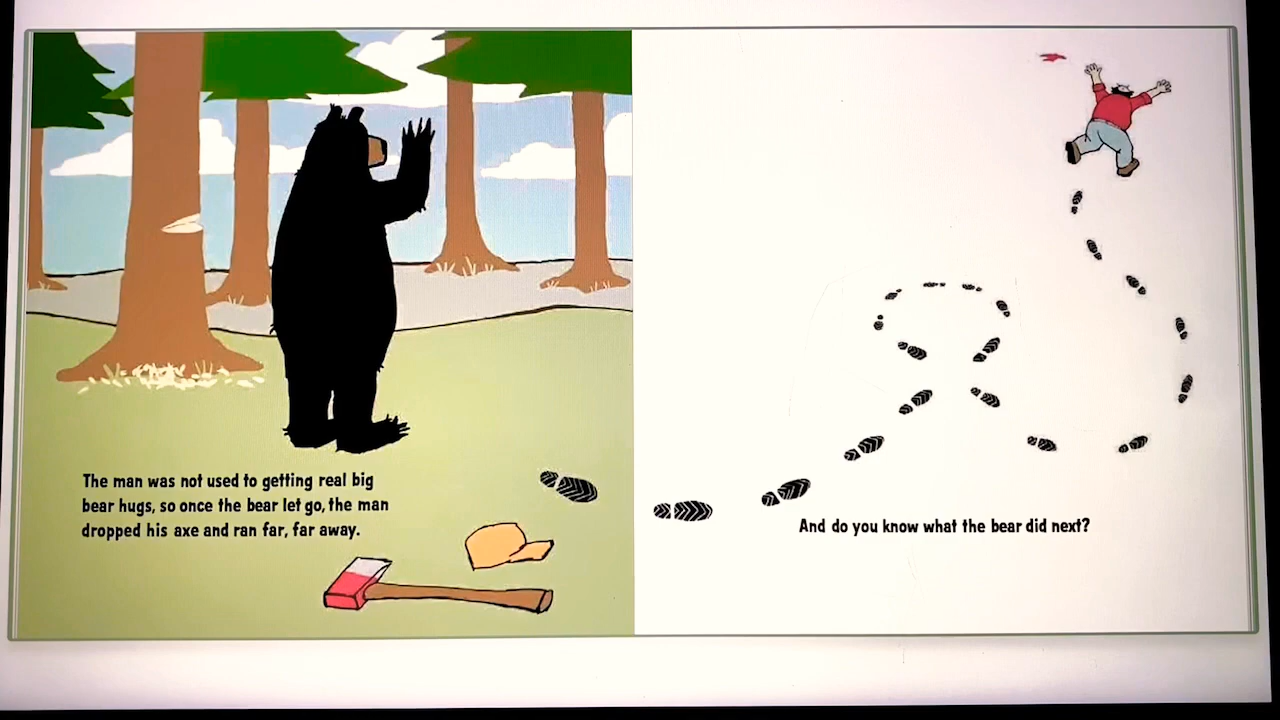 The man was not used to getting real big
bear hugs, so once the bear let go, the man
dropped his axe and ran far, far away.
And do you know what the bear did next?